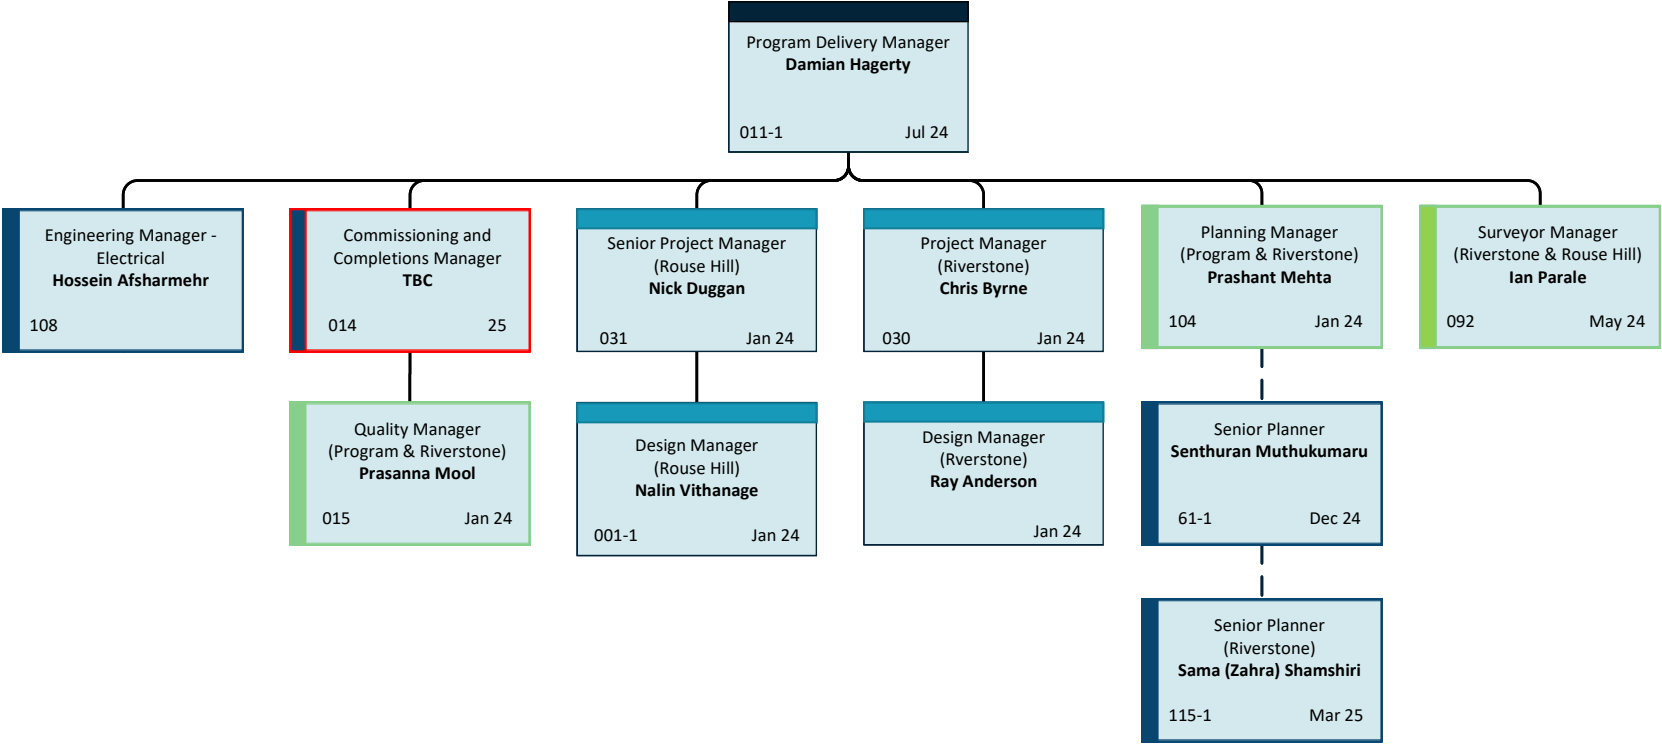 Program Delivery Manager
Damian Hagerty
011-1 Jul 24
Engineering Manager -
Electrical
Hossein Afsharmehr
108
Commissioning and
Completions Manager
TBC
014 25
Senior Project Manager
(Rouse Hill)
Nick Duggan
031 Jan 24
Project Manager
(Riverstone)
Chris Byrne
030 Jan 24
Planning Manager
(Program & Riverstone)
Prashant Mehta
104 Jan 24
Surveyor Manager
(Riverstone & Rouse Hill)
Ian Parale
092 May 24
Quality Manager
(Program & Riverstone)
Prasanna Mool
015 Jan 24
Design Manager
(Rouse Hill)
Nalin Vithanage
001-1 Jan 24
Design Manager
(Rverstone)
Ray Anderson
Jan 24
Senior Planner
Senthuran Muthukumaru
61-1 Dec 24
Senior Planner
(Riverstone)
Sama (Zahra) Shamshiri
115-1 Mar 25